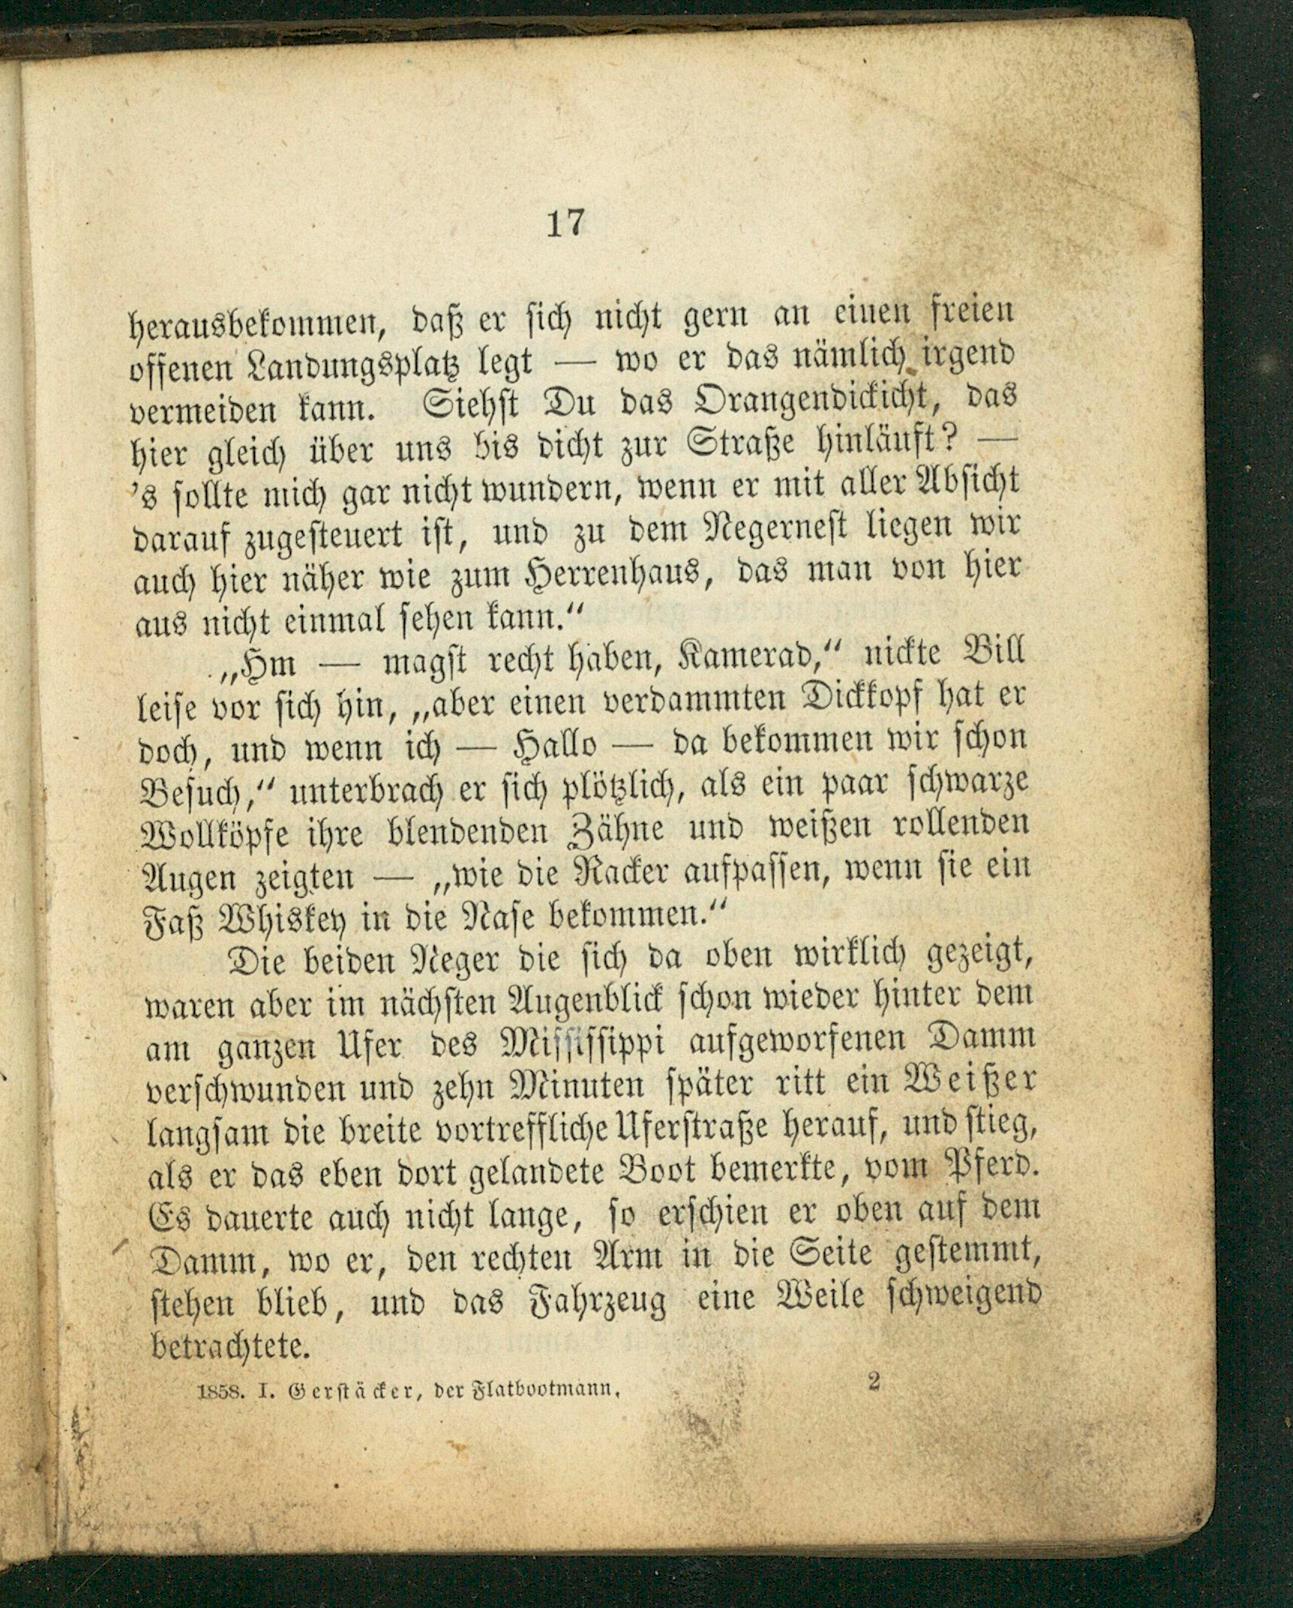 17
herausbekommen, daß er sich nicht gern an einen freien
offenen Landungsplatz legt — wo er das nämlich irgend
vermeiden kann. Siehst Du das Orangendickicht, das
hier gleich über uns bis dicht zur Straße hinläuft? —
's sollte mich gar nicht wundern, wenn er mit aller Absicht
darauf zugesteuert ist, und zu dem Negernest liegen wir
auch hier näher wie zum Herrenhaus, das man von hier
aus nicht einmal sehen kann.“
„Hm — magst recht haben, Kamerad,“ nickte Bill
leise vor sich hin, „aber einen verdammten Dickkopf hat er
doch, und wenn ich — Hallo — da bekommen wir schon
Besuch,“ unterbrach er sich plötzlich, als ein paar schwarze
Wollköpfe ihre blendenden Zähne und weißen rollenden
Augen zeigten — „wie die Racker aufpassen, wenn sie ein
Faß Whiskey in die Nase bekommen.“
Die beiden Neger die sich da oben wirklich gezeigt,
waren aber im nächsten Augenblick schon wieder hinter dem
am ganzen Ufer des Mississippi aufgeworfenen Damm
verschwunden und zehn Minuten später ritt ein Weißer
langsam die breite vortreffliche Uferstraße herauf, und stieg,
als er das eben dort gelandete Boot bemerkte, vom Pferd.
Es dauerte auch nicht lange, so erschien er oben auf dem
Damm, wo er, den rechten Arm in die Seite gestemmt,
stehen blieb, und das Fahrzeug eine Weile schweigend
betrachtete.
1858. I. Gerstäcker, der Flatbootmann. 2